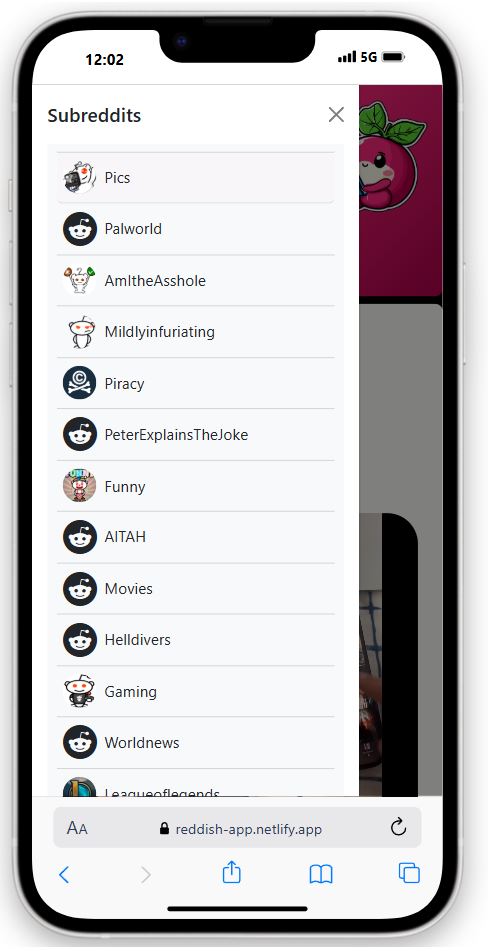 12:02
5G
Subreddits
Pics
Palworld
AmItheAsshole
Mildlyinfuriating
Piracy
PeterExplainsTheJoke
Funny
AITAH
Movies
Helldivers
Gaming
Worldnews
Leagueoflegends
AA
reddish-app.netlify.app